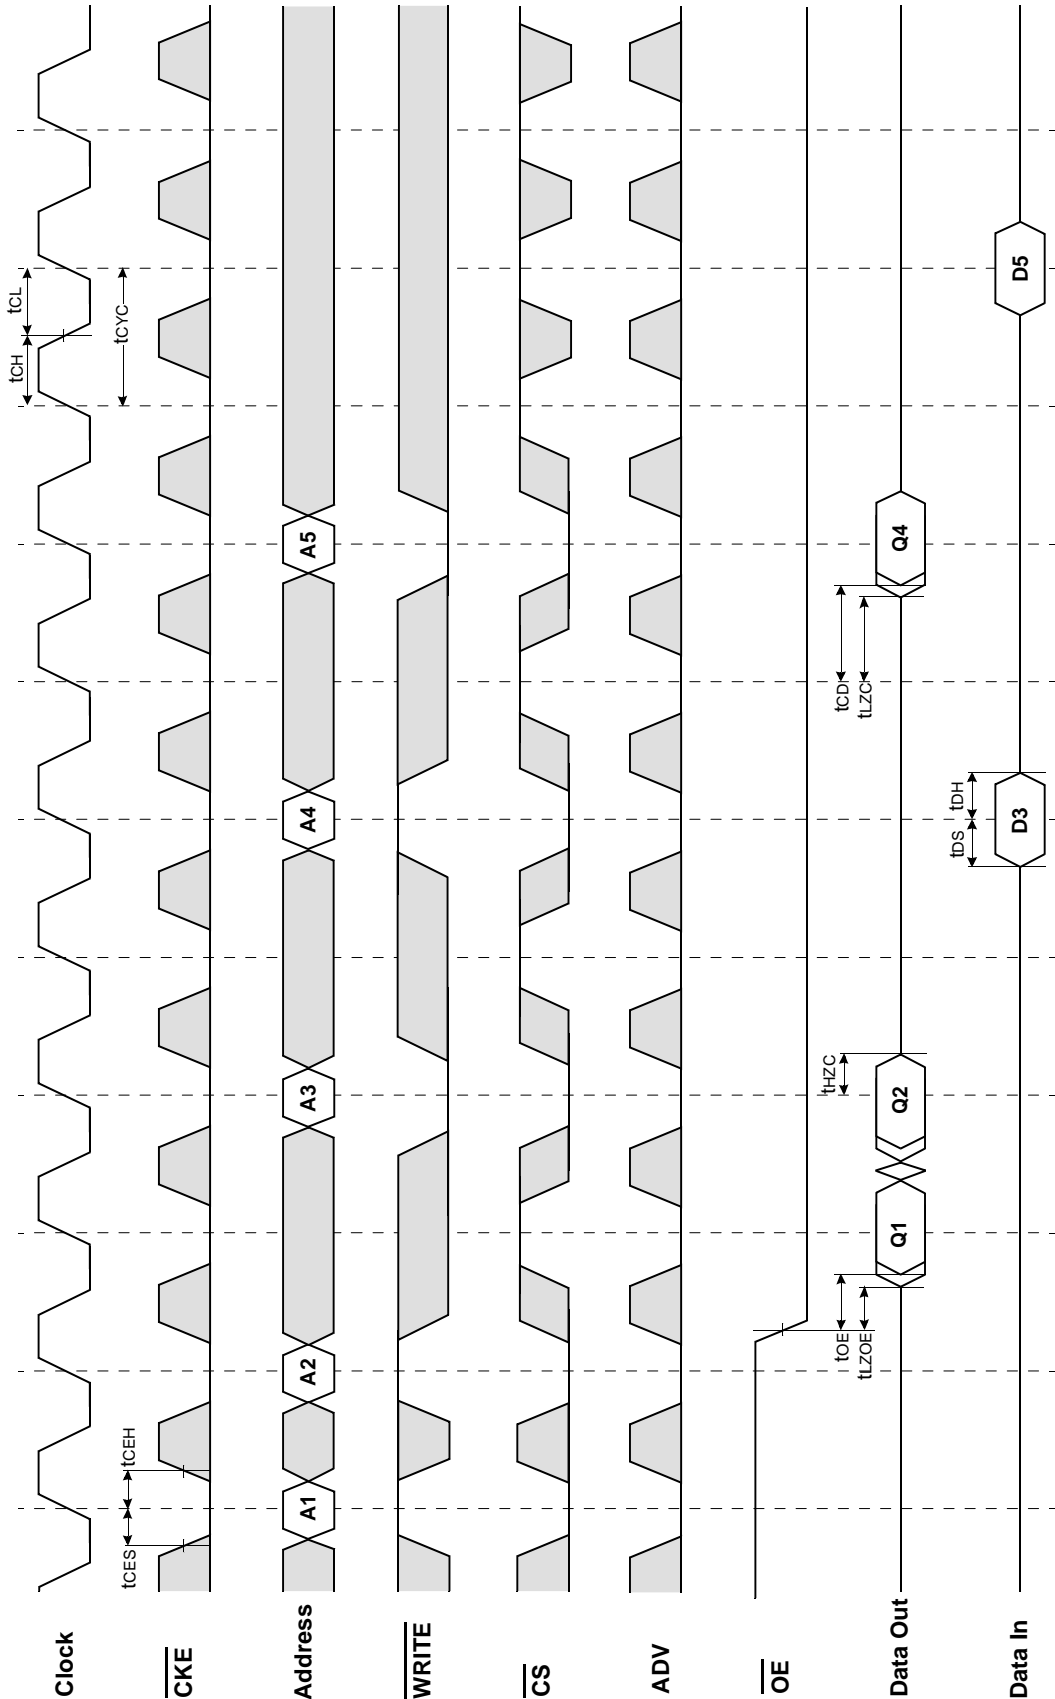 Clock
tCES
tCEH
tCH
tCL
tCYC
CKE
Address
A1
A2
A3
A4
A5
WRITE
CS
ADV
OE
Data Out
tOE
tLZOE
Q1
Q2
tHZC
tCD
tLZC
Q4
Data In
tDS
tDH
D3
D5